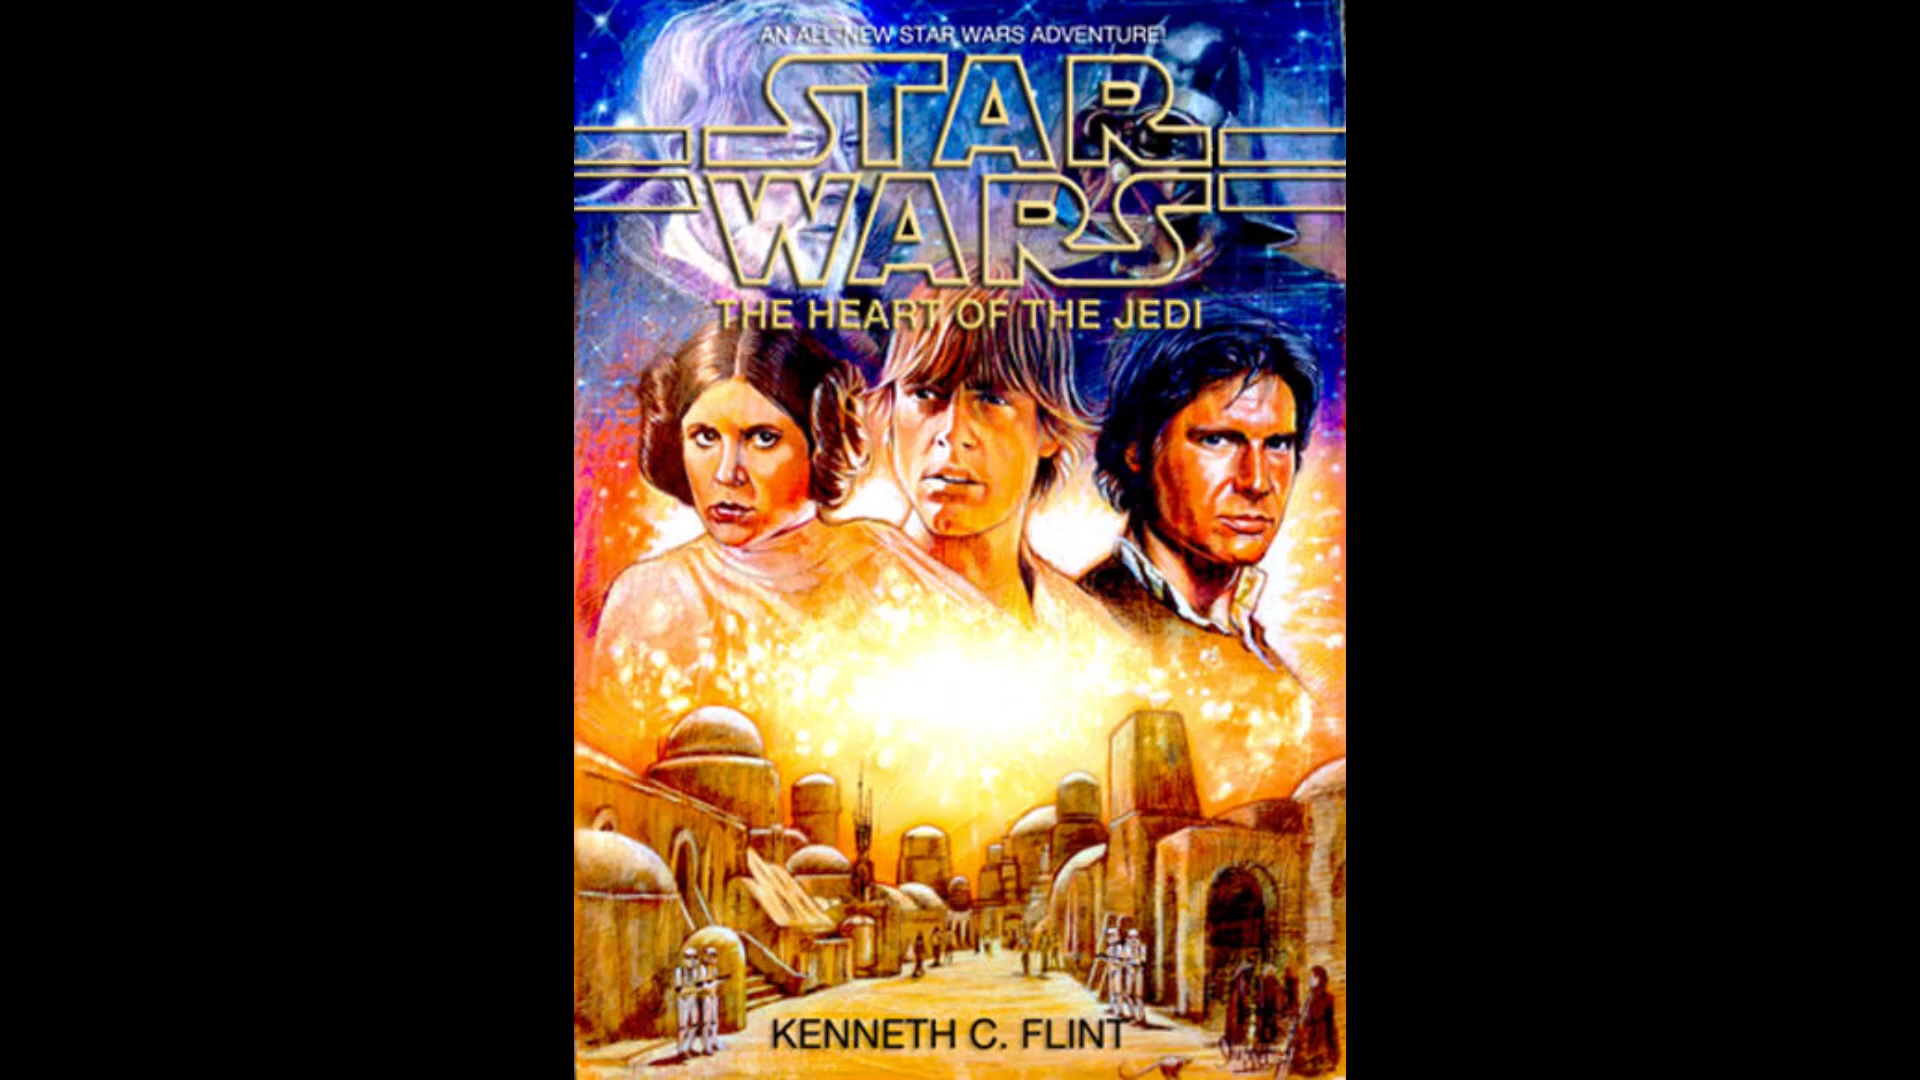 AN ALL-NEW STAR WARS ADVENTURE!
STAR
WARS
THE HEART OF THE JEDI
KENNETH C. FLINT